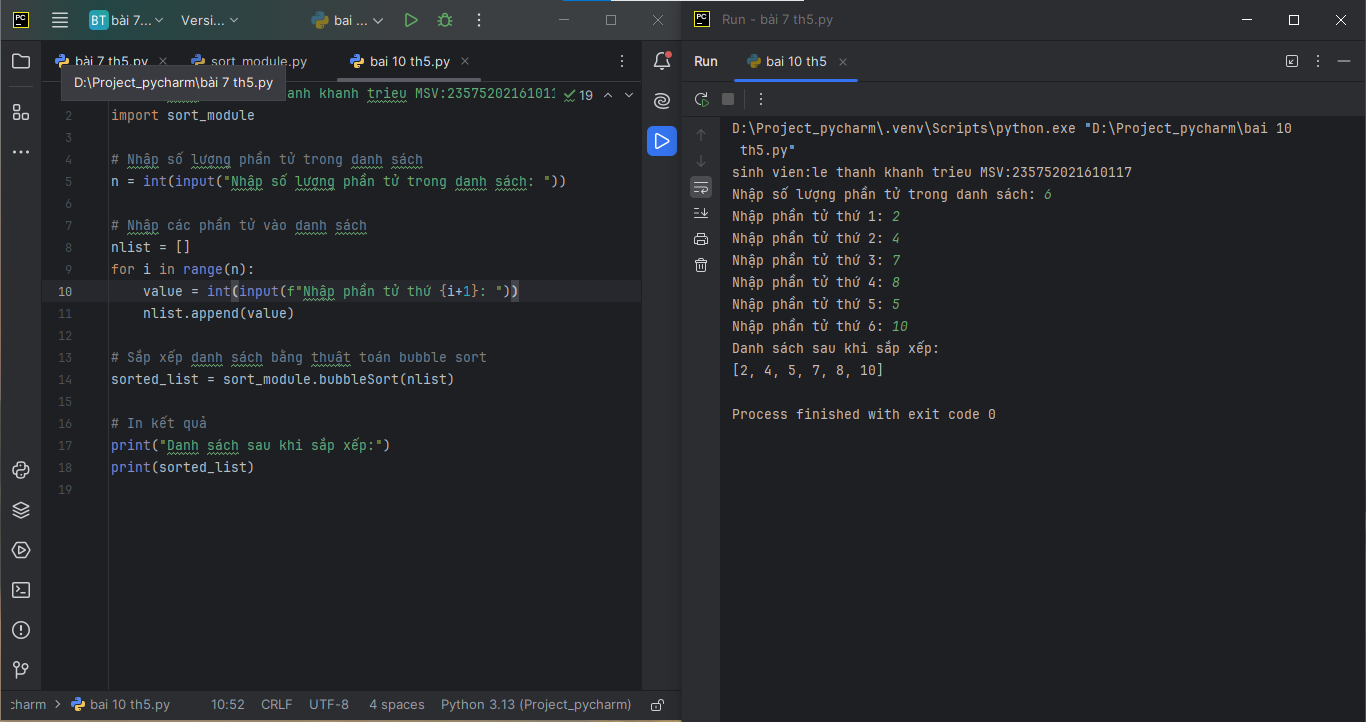 PC
BT bài 7...
Versi...
bai ...
bài 7 th5.py
sort_module.py
bai 10 th5.py
D:\Project_pycharm\bài 7 th5.py
anh khanh trieu MSV:23575202161011
19
2 import sort_module
3
4 # Nhập số lượng phần tử trong danh sách
5 n = int(input("Nhập số lượng phần tử trong danh sách: "))
6
7 # Nhập các phần tử vào danh sách
8 nlist = []
9 for i in range(n):
10 value = int(input(f"Nhập phần tử thứ {i+1}: "))
11 nlist.append(value)
12
13 # Sắp xếp danh sách bằng thuật toán bubble sort
14 sorted_list = sort_module.bubbleSort(nlist)
15
16 # In kết quả
17 print("Danh sách sau khi sắp xếp:")
18 print(sorted_list)
19
charm > bai 10 th5.py
10:52
CRLF
UTF-8
4 spaces
Python 3.13 (Project_pycharm)
PC
Run - bài 7 th5.py
Run
bai 10 th5
D:\Project_pycharm\.venv\Scripts\python.exe "D:\Project_pycharm\bai 10
th5.py"
sinh vien:le thanh khanh trieu MSV:235752021610117
Nhập số lượng phần tử trong danh sách: 6
Nhập phần tử thứ 1: 2
Nhập phần tử thứ 2: 4
Nhập phần tử thứ 3: 7
Nhập phần tử thứ 4: 8
Nhập phần tử thứ 5: 5
Nhập phần tử thứ 6: 10
Danh sách sau khi sắp xếp:
[2, 4, 5, 7, 8, 10]
Process finished with exit code 0